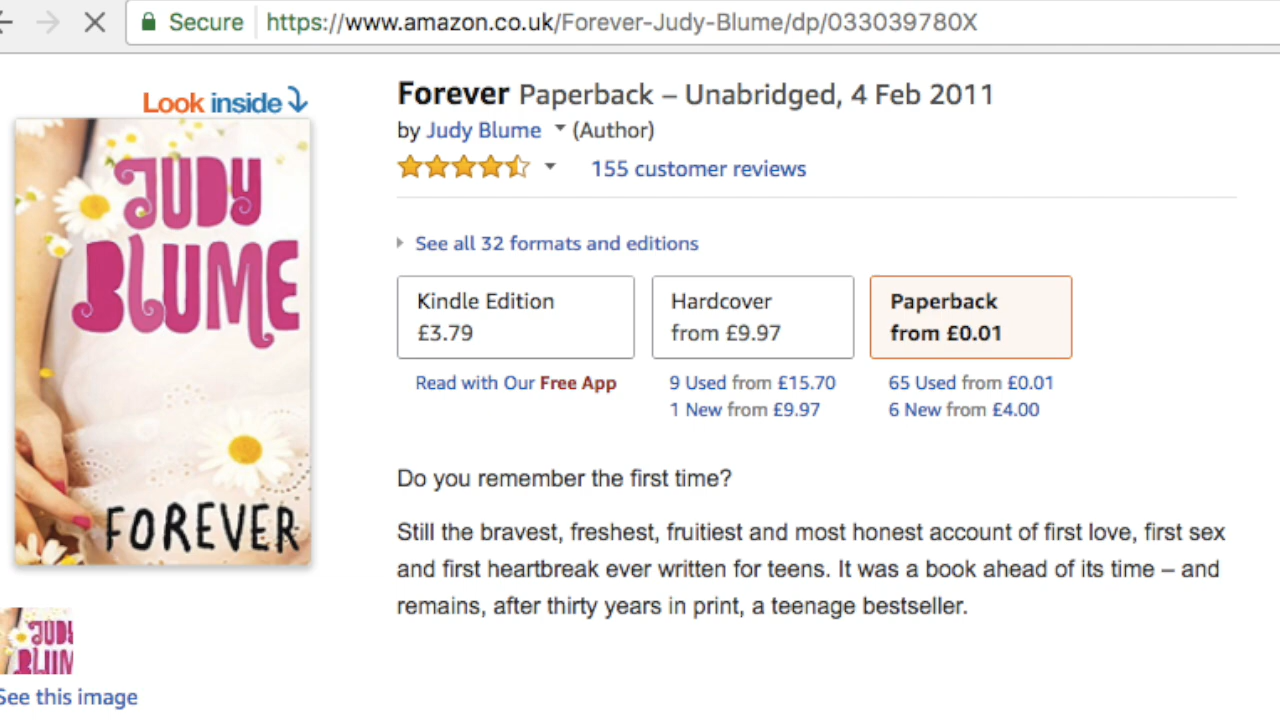 Secure https://www.amazon.co.uk/Forever-Judy-Blume/dp/033039780X
Look inside
JUDY
BLUME
FOREVER
JUDY
BLUM
See this image
Forever Paperback – Unabridged, 4 Feb 2011
by Judy Blume (Author)
155 customer reviews
See all 32 formats and editions
Kindle Edition
£3.79
Read with Our Free App
Hardcover
from £9.97
9 Used from £15.70
1 New from £9.97
Paperback
from £0.01
65 Used from £0.01
6 New from £4.00
Do you remember the first time?
Still the bravest, freshest, fruitiest and most honest account of first love, first sex
and first heartbreak ever written for teens. It was a book ahead of its time – and
remains, after thirty years in print, a teenage bestseller.